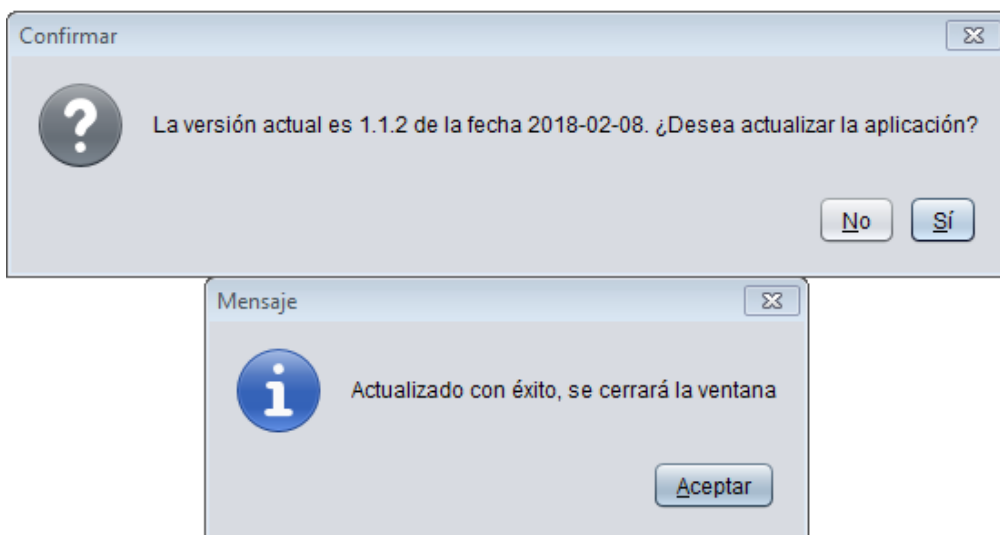 Confirmar
La versión actual es 1.1.2 de la fecha 2018-02-08. ¿Desea actualizar la aplicación?
No
Sí
Mensaje
Actualizado con éxito, se cerrará la ventana
Aceptar